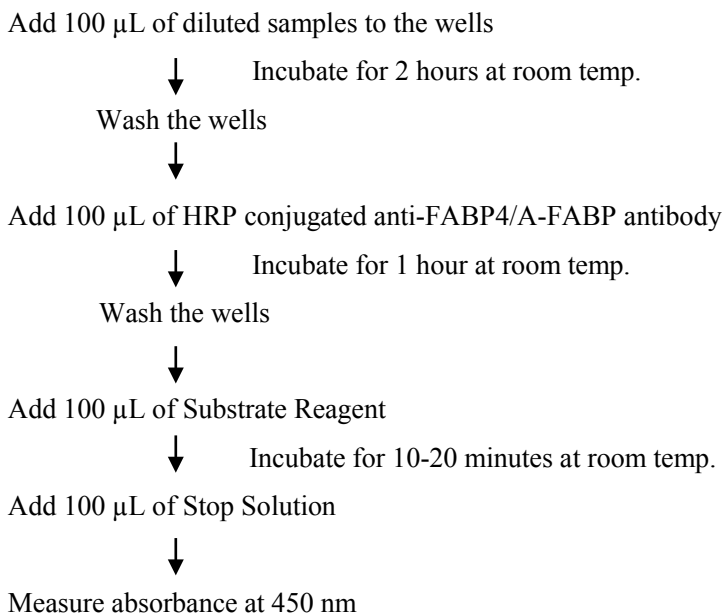 Add 100 µL of diluted samples to the wells
Incubate for 2 hours at room temp.
Wash the wells
Add 100 µL of HRP conjugated anti-FABP4/A-FABP antibody
Incubate for 1 hour at room temp.
Wash the wells
Add 100 µL of Substrate Reagent
Incubate for 10-20 minutes at room temp.
Add 100 µL of Stop Solution
Measure absorbance at 450 nm